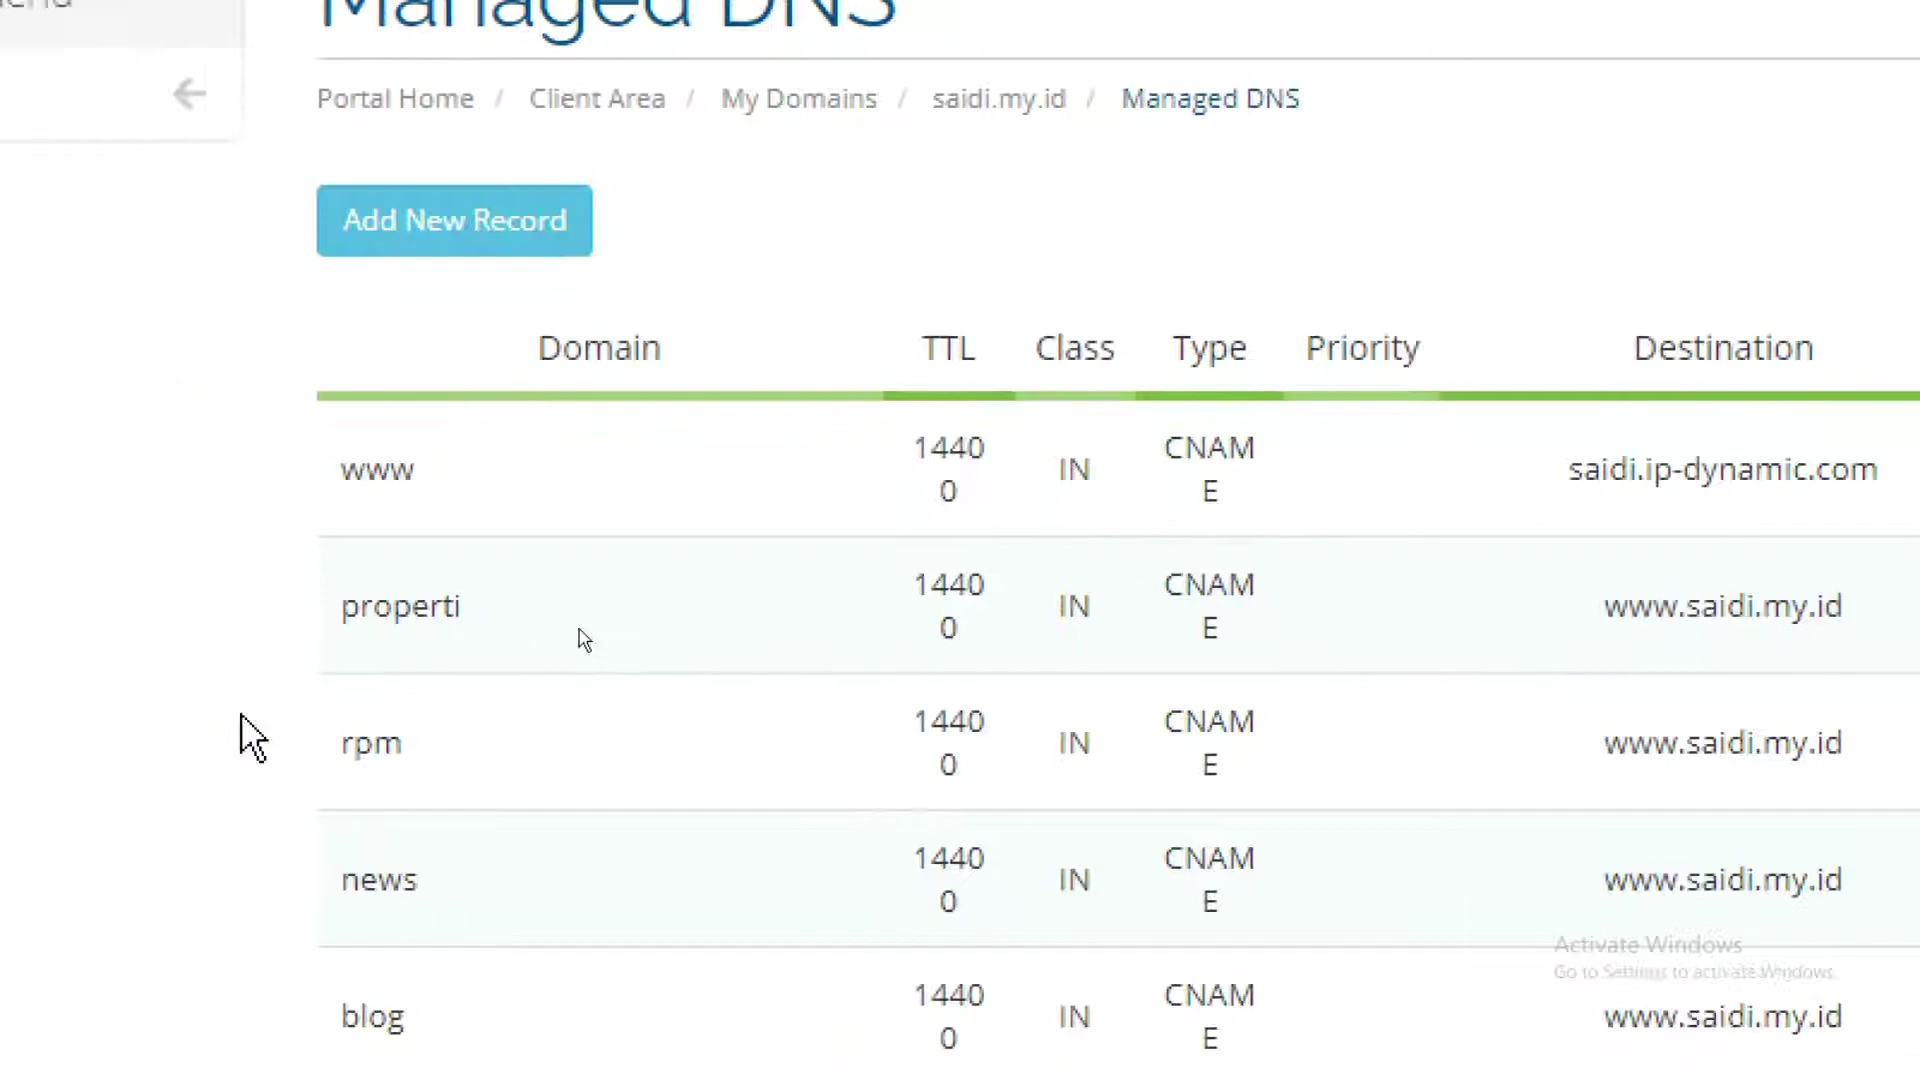 Managed DNS
Portal Home / Client Area / My Domains / saidi.my.id / Managed DNS
Add New Record
Domain TTL Class Type Priority Destination
www 1440 IN CNAM saidi.ip-dynamic.com
0 E
properti 1440 IN CNAM www.saidi.my.id
0 E
rpm 1440 IN CNAM www.saidi.my.id
0 E
news 1440 IN CNAM www.saidi.my.id
0 E
Activate Windows
Go to Settings to activate Windows.
blog 1440 IN CNAM www.saidi.my.id
0 E